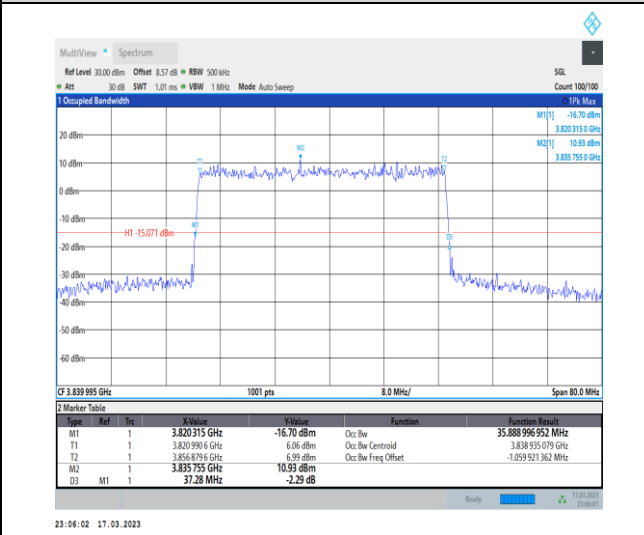 MultiView Spectrum
Ref Level 30.00 dBm Offset 8.57 dB RBW 500 kHz SGL
Att 30 dB SWT 1.01 ms VBW 1 MHz Mode Auto Sweep Count 100/100
1 Occupied Bandwidth 1Pk Max
M1[1] -16.70 dBm
3.820 315 0 GHz
M2[1] 10.93 dBm
3.835 755 0 GHz
20 dBm
M2
T1 T2
10 dBm
0 dBm
-10 dBm
M1
H1 -15.071 dBm
D3
-20 dBm
-30 dBm
-40 dBm
-50 dBm
-60 dBm
CF 3.839 995 GHz 1001 pts 8.0 MHz/ Span 80.0 MHz
2 Marker Table
Type Ref Trc X-Value Y-Value Function Function Result
M1 1 3.820315 GHz -16.70 dBm Occ Bw 35.888 996 952 MHz
T1 1 3.820 990 6 GHz 6.06 dBm Occ Bw Centroid 3.838 935 079 GHz
T2 1 3.856 879 6 GHz 6.99 dBm Occ Bw Freq Offset -1.059 921 362 MHz
M2 1 3.835755 GHz 10.93 dBm
D3 M1 1 37.28 MHz -2.29 dB
Ready 17.03.2023
23:06:01
23:06:02 17.03.2023